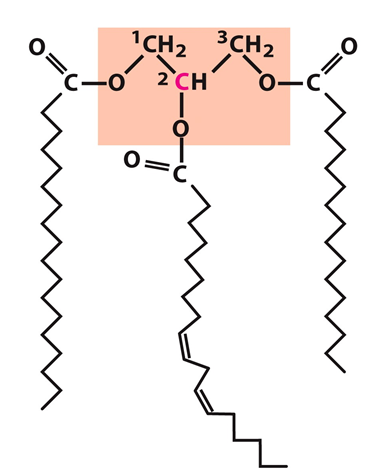 O ¹CH₂ ³CH₂ O
C O ²CH O C
O
O C